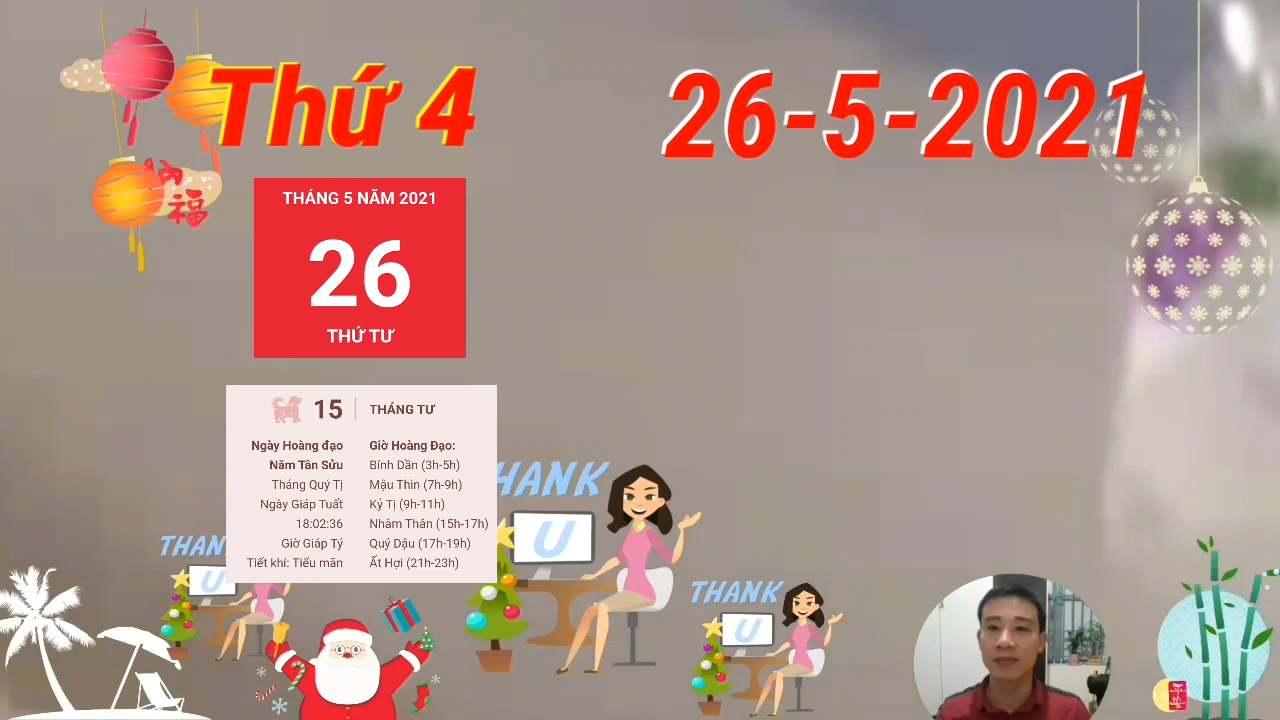 Thứ 4
26-5-2021
福
THÁNG 5 NĂM 2021
26
THỨ TƯ
15
THÁNG TƯ
Ngày Hoàng đạo
Năm Tân Sửu
Tháng Quý Tị
Ngày Giáp Tuất
18:02:36
Giờ Giáp Tý
Tiết khí: Tiểu mãn
Giờ Hoàng Đạo:
Bính Dần (3h-5h)
Mậu Thìn (7h-9h)
Kỷ Tị (9h-11h)
Nhâm Thân (15h-17h)
Quý Dậu (17h-19h)
Ất Hợi (21h-23h)
HANK
U
THAN
U
THANK
U